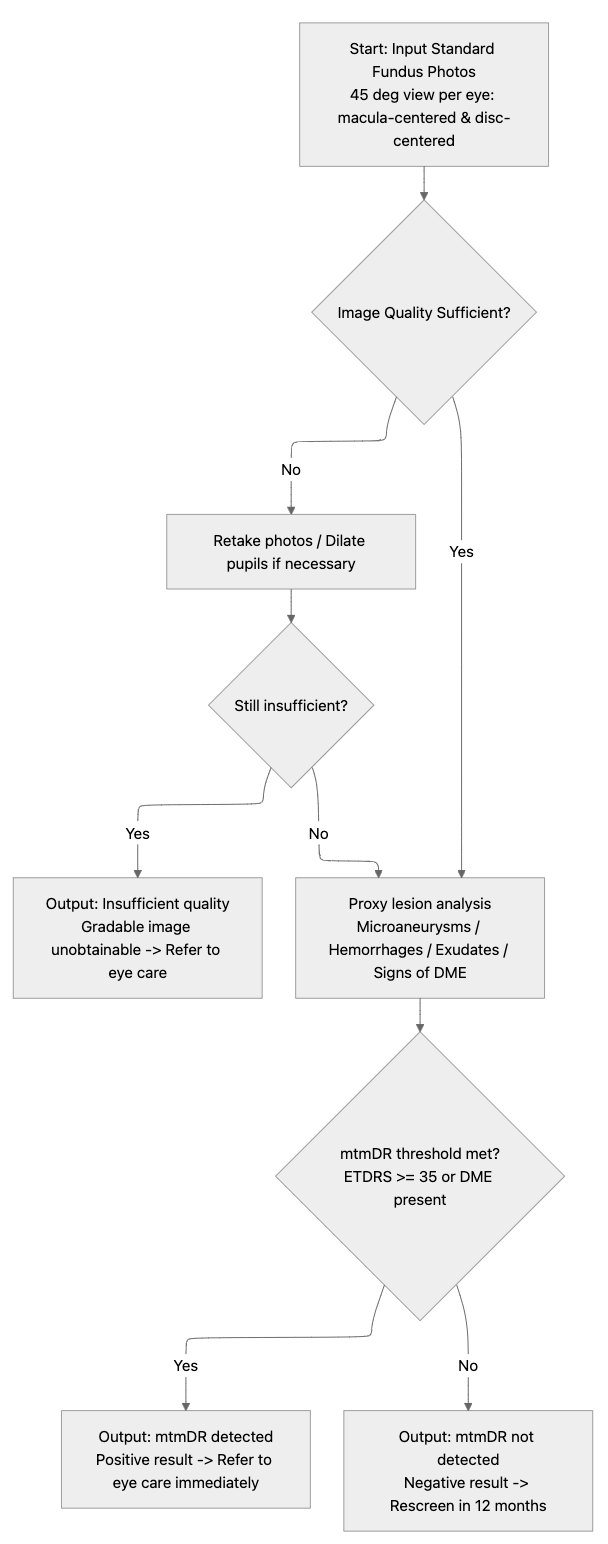 Start: Input Standard
Fundus Photos
45 deg view per eye:
macula-centered & disc-
centered
Image Quality Sufficient?
No
Retake photos / Dilate
pupils if necessary
Yes
Still insufficient?
Yes
No
Output: Insufficient quality
Gradable image
unobtainable -> Refer to
eye care
Proxy lesion analysis
Microaneurysms /
Hemorrhages / Exudates /
Signs of DME
mtmDR threshold met?
ETDRS >= 35 or DME
present
Yes
No
Output: mtmDR detected
Positive result -> Refer to
eye care immediately
Output: mtmDR not
detected
Negative result ->
Rescreen in 12 months